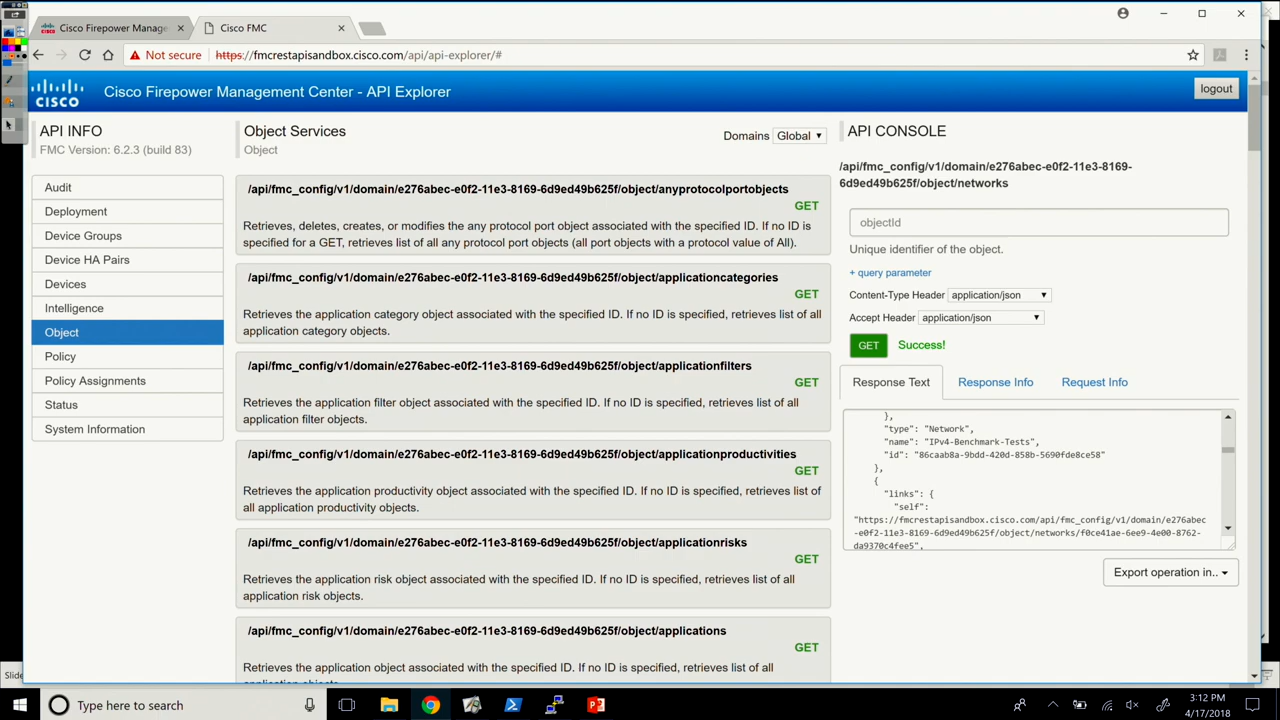 Cisco Firepower Manage
Cisco FMC
Not secure
https://fmcrestapisandbox.cisco.com/api/api-explorer/#
CISCO
Cisco Firepower Management Center - API Explorer
logout
API INFO
FMC Version: 6.2.3 (build 83)
Audit
Deployment
Device Groups
Device HA Pairs
Devices
Intelligence
Object
Policy
Policy Assignments
Status
System Information
Object Services
Object
Domains Global
/api/fmc_config/v1/domain/e276abec-e0f2-11e3-8169-6d9ed49b625f/object/anyprotocolportobjects
GET
Retrieves, deletes, creates, or modifies the any protocol port object associated with the specified ID. If no ID is
specified for a GET, retrieves list of all any protocol port objects (all port objects with a protocol value of All).
/api/fmc_config/v1/domain/e276abec-e0f2-11e3-8169-6d9ed49b625f/object/applicationcategories
GET
Retrieves the application category object associated with the specified ID. If no ID is specified, retrieves list of all
application category objects.
/api/fmc_config/v1/domain/e276abec-e0f2-11e3-8169-6d9ed49b625f/object/applicationfilters
GET
Retrieves the application filter object associated with the specified ID. If no ID is specified, retrieves list of all
application filter objects.
/api/fmc_config/v1/domain/e276abec-e0f2-11e3-8169-6d9ed49b625f/object/applicationproductivities
GET
Retrieves the application productivity object associated with the specified ID. If no ID is specified, retrieves list of
all application productivity objects.
/api/fmc_config/v1/domain/e276abec-e0f2-11e3-8169-6d9ed49b625f/object/applicationrisks
GET
Retrieves the application risk object associated with the specified ID. If no ID is specified, retrieves list of all
application risk objects.
/api/fmc_config/v1/domain/e276abec-e0f2-11e3-8169-6d9ed49b625f/object/applications
GET
Retrieves the application object associated with the specified ID. If no ID is specified, retrieves list of all
application objects.
API CONSOLE
/api/fmc_config/v1/domain/e276abec-e0f2-11e3-8169-
6d9ed49b625f/object/networks
objectId
Unique identifier of the object.
+ query parameter
Content-Type Header application/json
Accept Header application/json
GET Success!
Response Text Response Info Request Info
},
"type": "Network",
"name": "IPv4-Benchmark-Tests",
"id": "86caab8a-9bdd-420d-858b-5690fde8ce58"
},
{
"links": {
"self":
"https://fmcrestapisandbox.cisco.com/api/fmc_config/v1/domain/e276abec
-e0f2-11e3-8169-6d9ed49b625f/object/networks/f0ce41ae-6ee9-4e00-8762-
da9370c4fee5",
Export operation in..
Slide
Type here to search
3:12 PM
4/17/2018